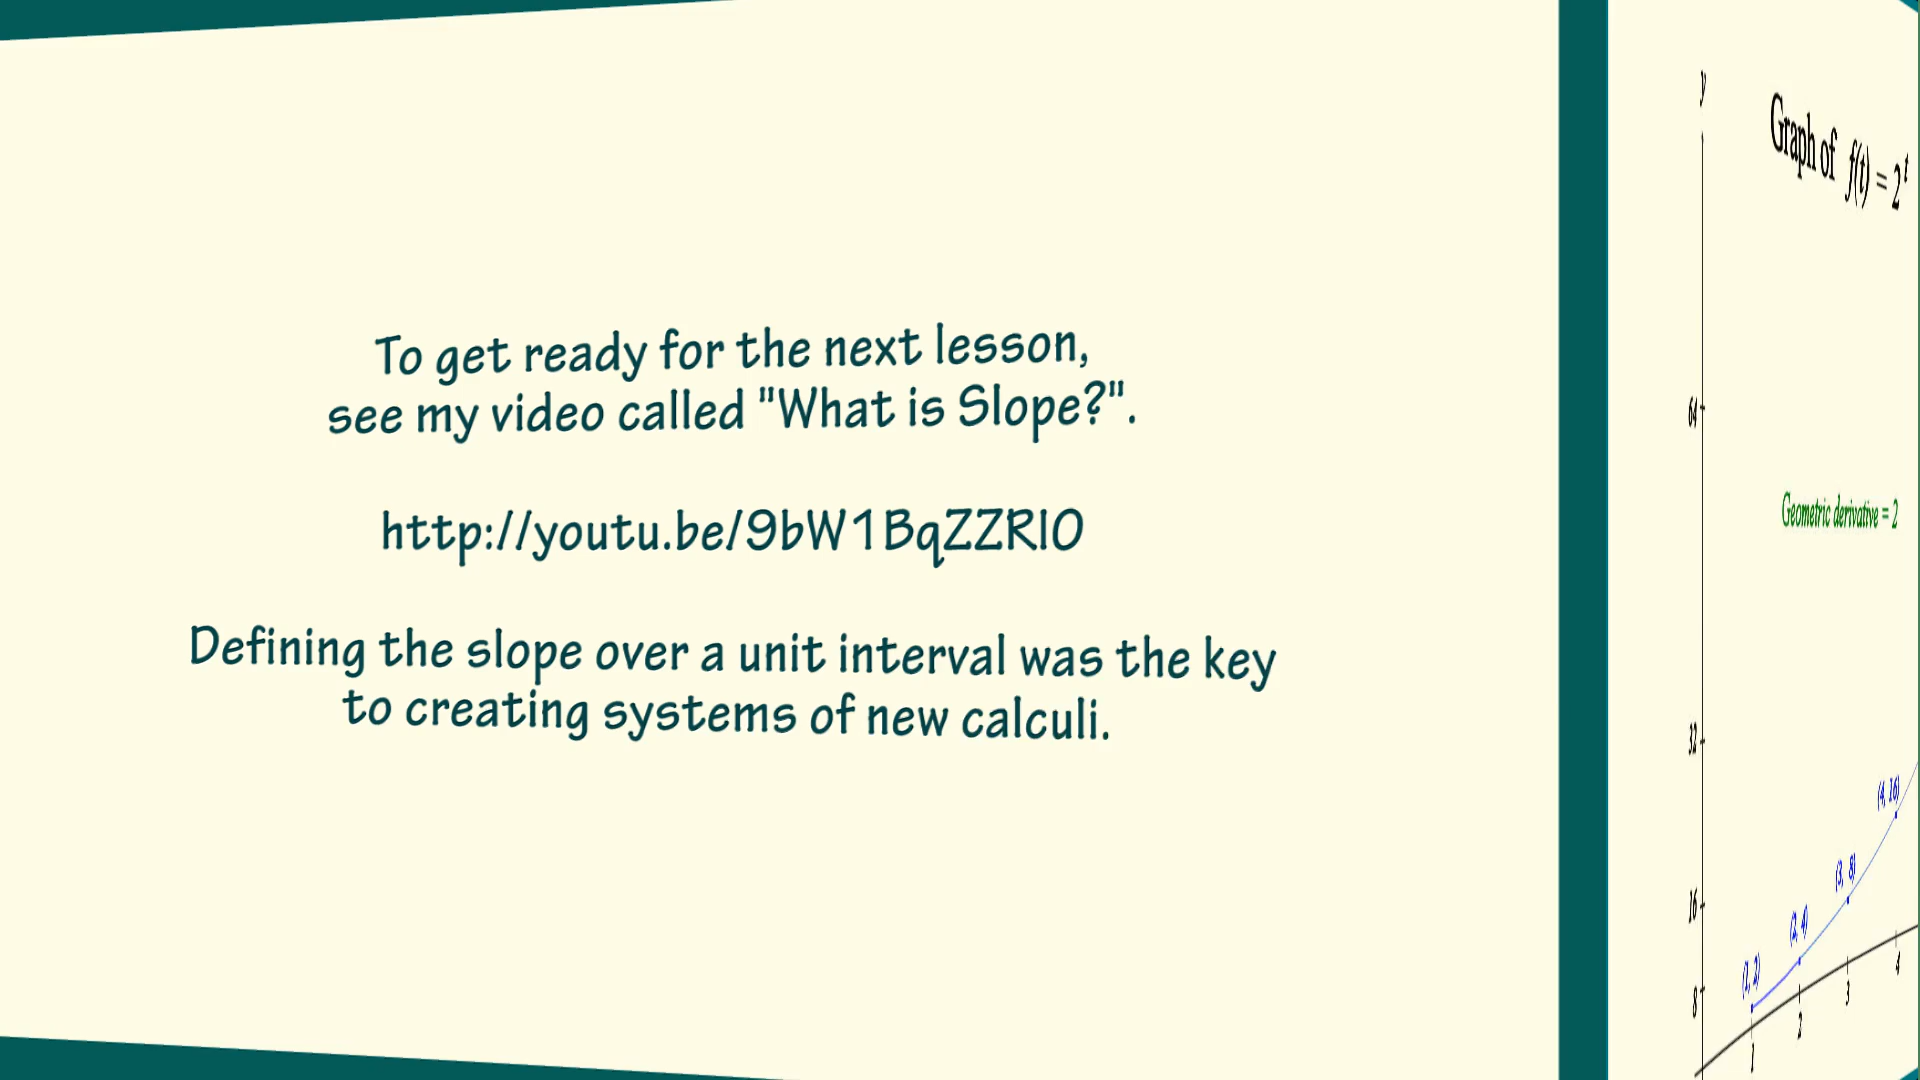 To get ready for the next lesson,
see my video called "What is Slope?".
http://youtu.be/9bW1BqZZRI0
Defining the slope over a unit interval was the key
to creating systems of new calculi.
y
Graph of f(t) = 2^t
64
Geometric derivative = 2
32
(4, 16)
(3, 8)
16
(2, 4)
(1, 2)
8
1
2
3
4